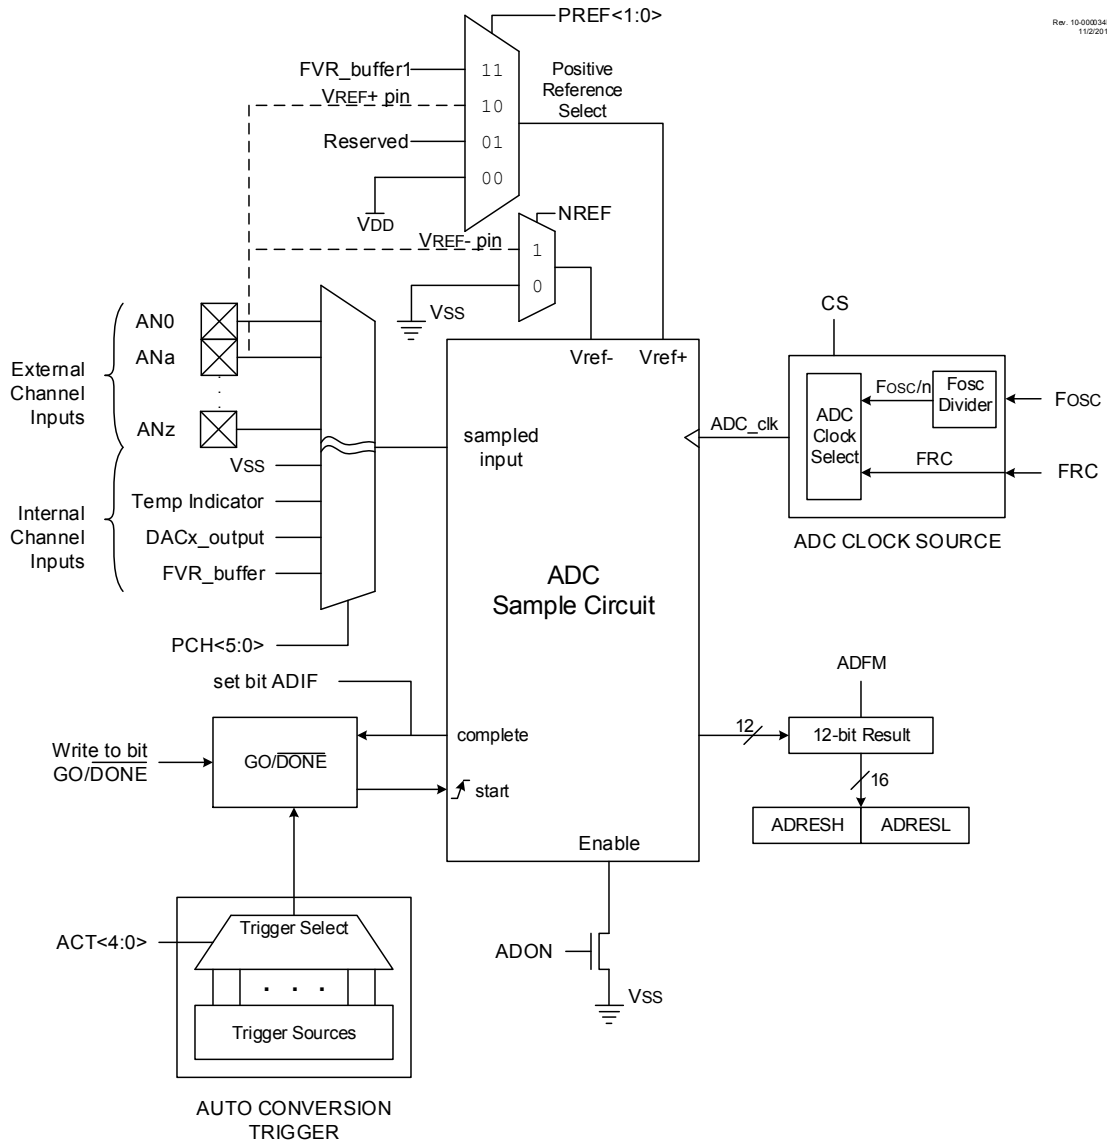 PREF<1:0>
Rev. 10-000034
11/2/201
FVR_buffer1
11
Positive
Reference
Select
VREF+ pin
10
Reserved
01
00
VDD
NREF
VREF- pin
1
0
VSS
CS
AN0
ANa
ANz
External
Channel
Inputs
Vref-
Vref+
Fosc/n
Fosc
Divider
FOSC
ADC
Clock
Select
ADC_clk
FRC
FRC
ADC CLOCK SOURCE
sampled
input
VSS
Temp Indicator
DACx_output
FVR_buffer
Internal
Channel
Inputs
ADC
Sample Circuit
PCH<5:0>
ADFM
set bit ADIF
complete
12
12-bit Result
Write to bit
GO/DONE
GO/DONE
start
16
ADRESH
ADRESL
Enable
ACT<4:0>
Trigger Select
. . .
Trigger Sources
ADON
VSS
AUTO CONVERSION
TRIGGER